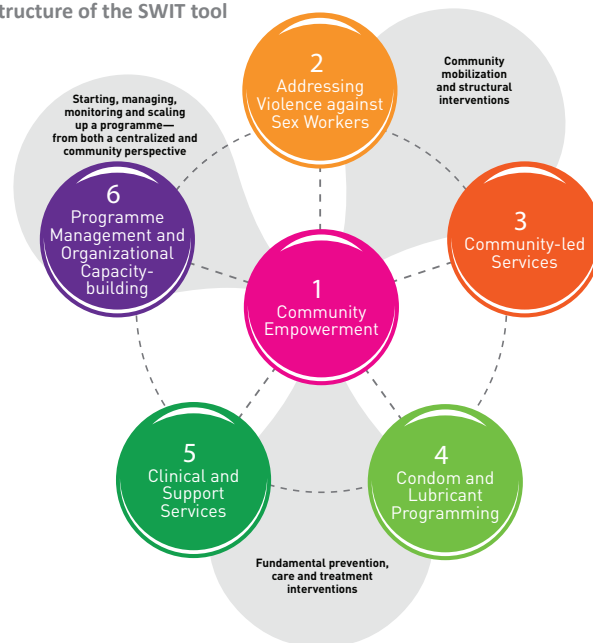 tructure of the SWIT tool
2
Addressing
Violence against
Sex Workers
Community
mobilization
and structural
interventions
Starting, managing,
monitoring and scaling
up a programme—
from both a centralized and
community perspective
6
Programme
Management and
Organizational
Capacity-
building
3
Community-led
Services
1
Community
Empowerment
5
Clinical and
Support
Services
4
Condom and
Lubricant
Programming
Fundamental prevention,
care and treatment
interventions